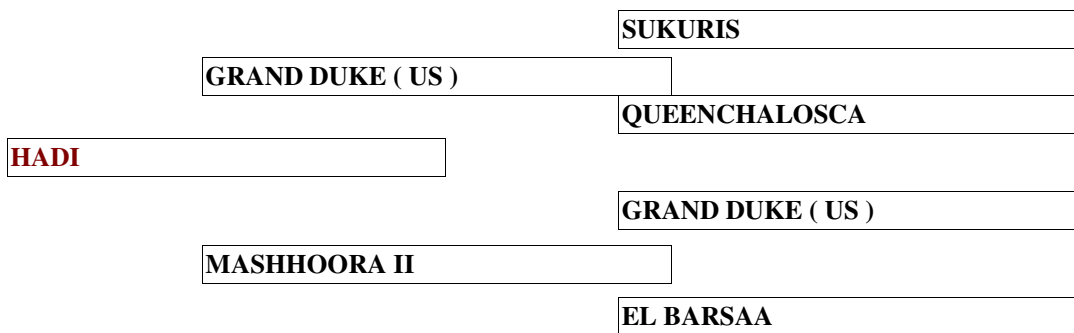 SUKURIS
GRAND DUKE ( US )
QUEENCHALOSCA
HADI
GRAND DUKE ( US )
MASHHOORA II
EL BARSAA